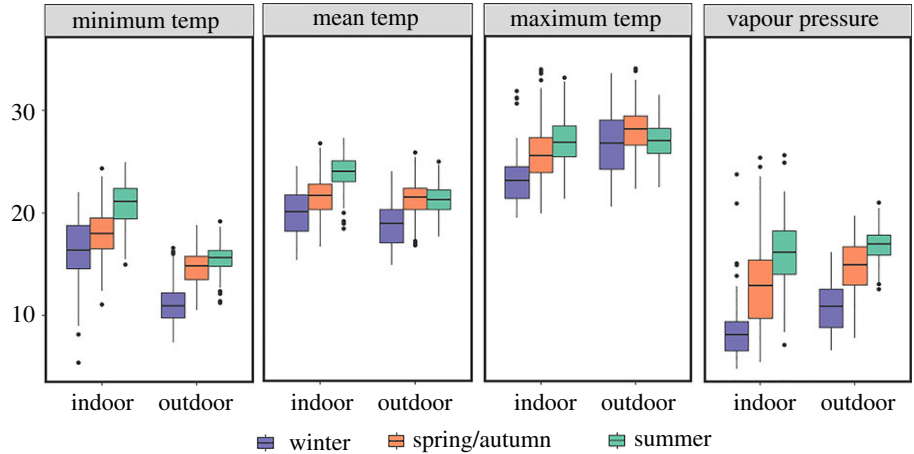 minimum temp mean temp maximum temp vapour pressure
30
20
10
indoor outdoor indoor outdoor indoor outdoor indoor outdoor
winter spring/autumn summer